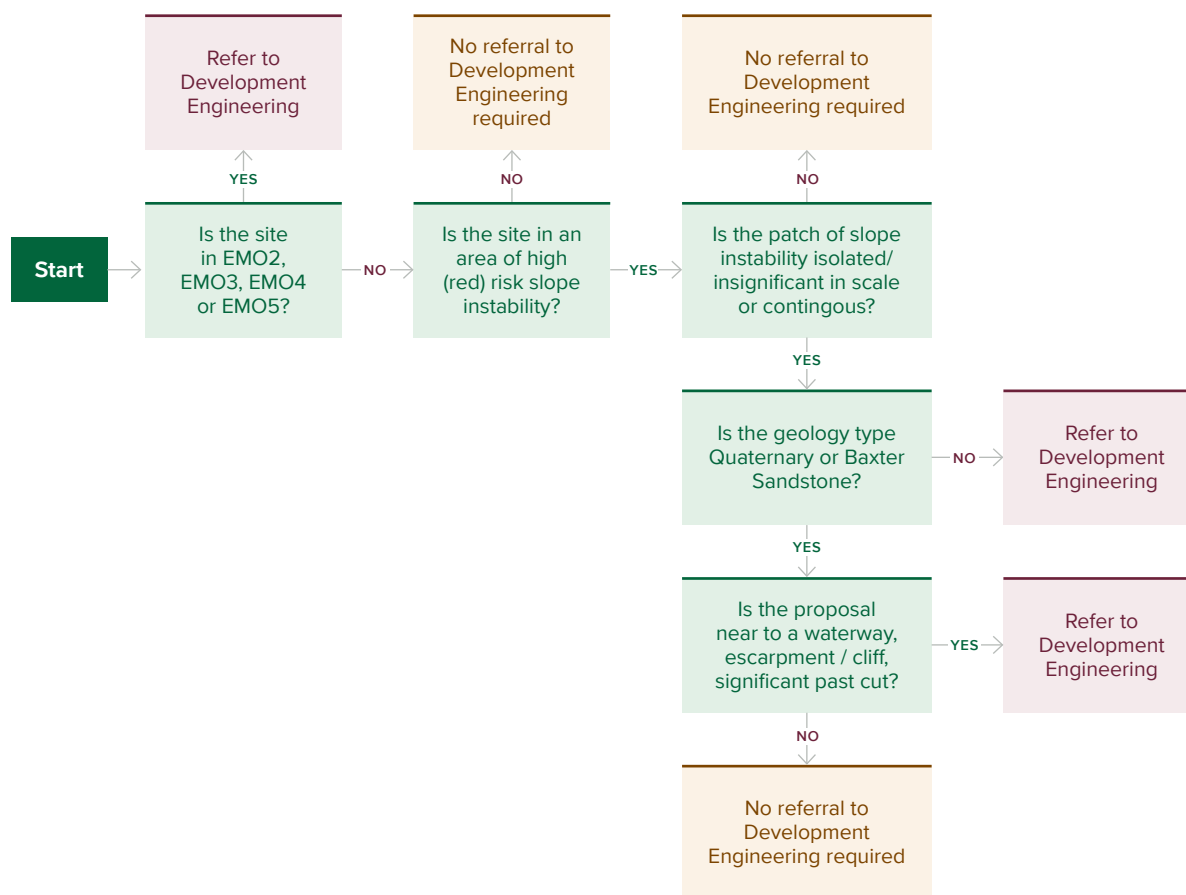 Refer to
Development
Engineering
No referral to
Development
Engineering
required
No referral to
Development
Engineering required
YES
NO
NO
Start
Is the site
in EMO2,
EMO3, EMO4
or EMO5?
NO
Is the site in an
area of high
(red) risk slope
instability?
YES
Is the patch of slope
instability isolated/
insignificant in scale
or contingous?
YES
Is the geology type
Quaternary or Baxter
Sandstone?
NO
Refer to
Development
Engineering
YES
Is the proposal
near to a waterway,
escarpment / cliff,
significant past cut?
YES
Refer to
Development
Engineering
NO
No referral to
Development
Engineering required